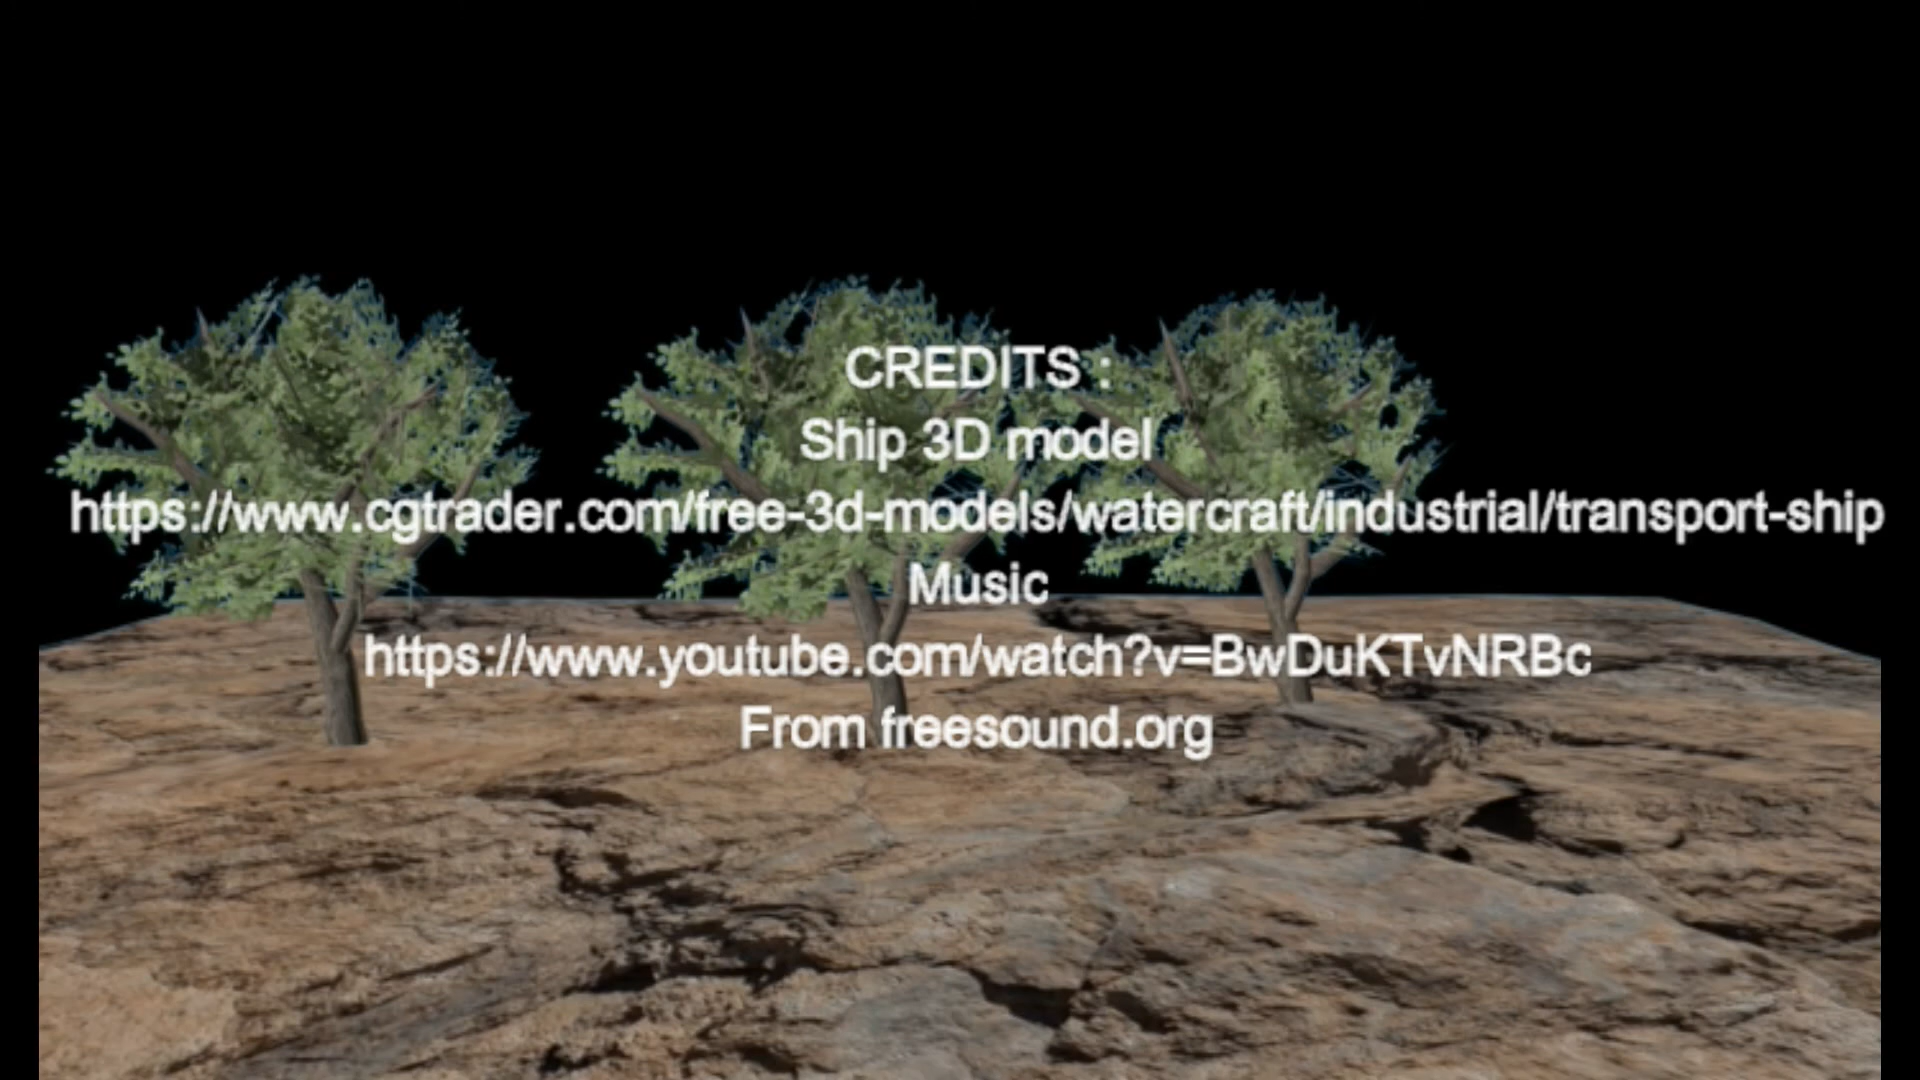 CREDITS :
Ship 3D model
https://www.cgtrader.com/free-3d-models/watercraft/industrial/transport-ship
Music
https://www.youtube.com/watch?v=BwDuKTvNRBc
From freesound.org